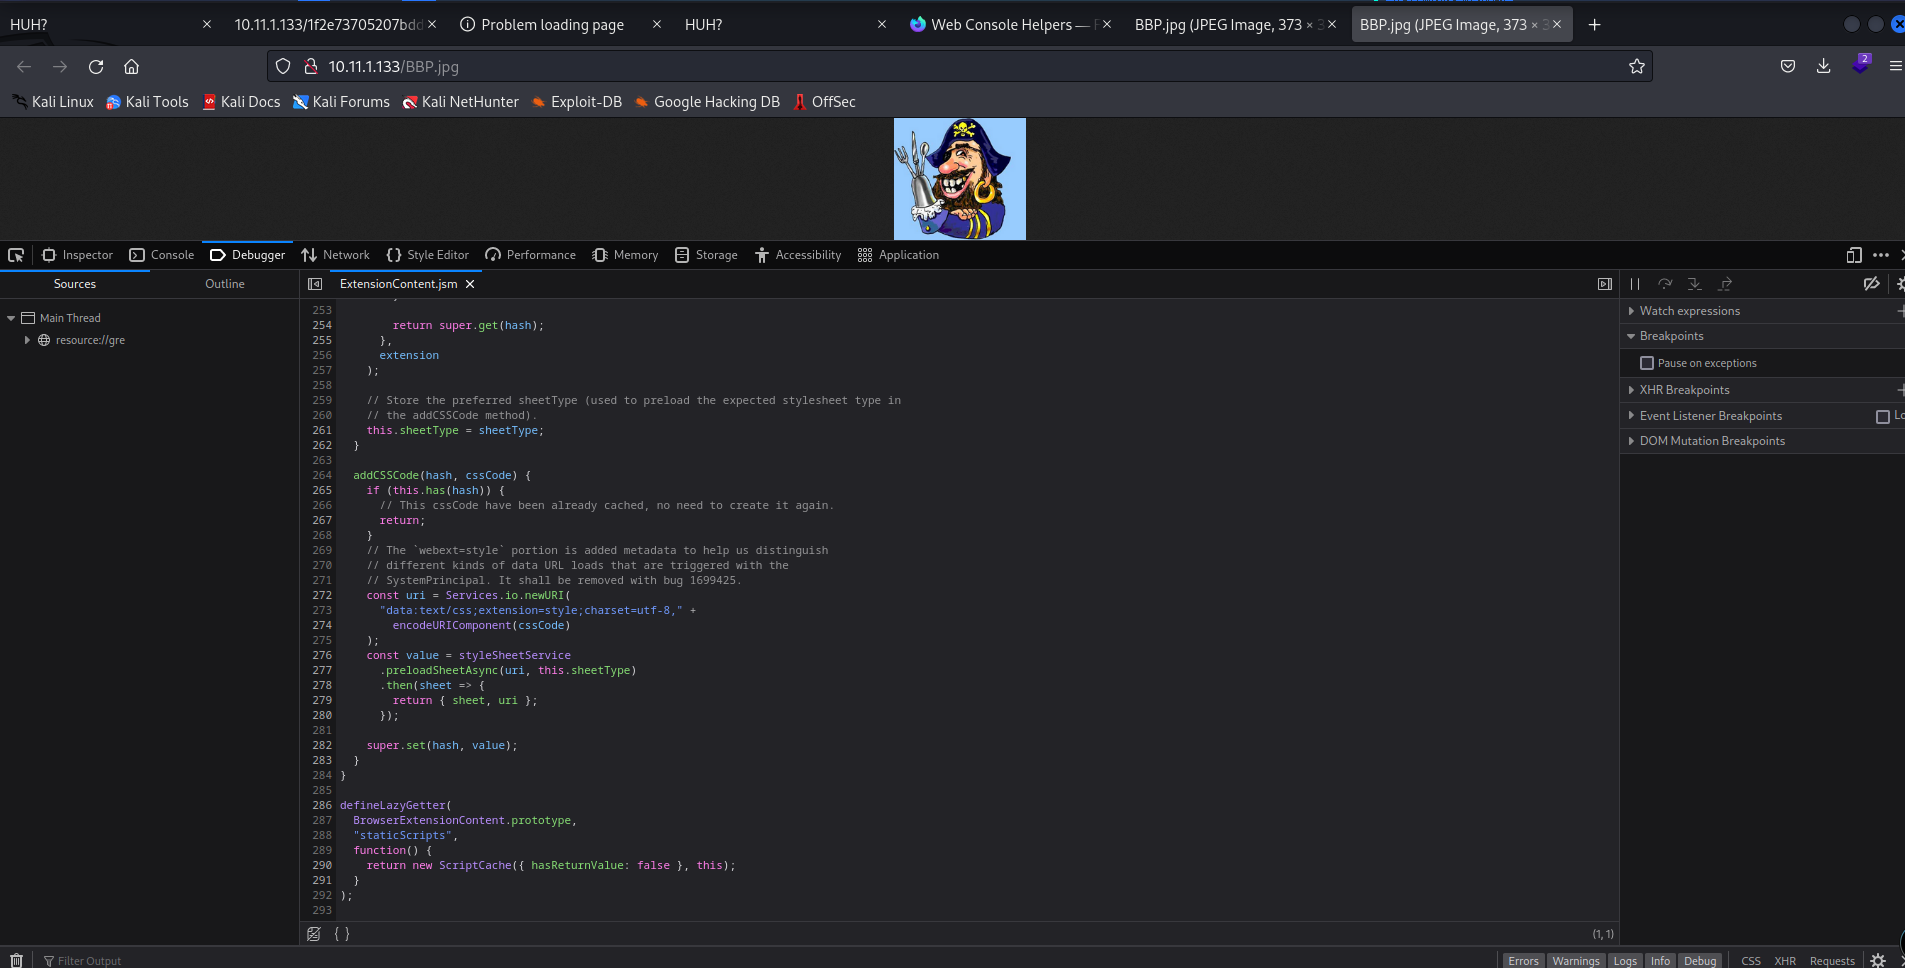 HUH?
10.11.1.133/1f2e73705207bdd
Problem loading page
HUH?
Web Console Helpers — F
BBP.jpg (JPEG Image, 373 × 3
BBP.jpg (JPEG Image, 373 × 3
10.11.1.133/BBP.jpg
2
Kali Linux
Kali Tools
Kali Docs
Kali Forums
Kali NetHunter
Exploit-DB
Google Hacking DB
OffSec
Inspector
Console
Debugger
Network
Style Editor
Performance
Memory
Storage
Accessibility
Application
Sources
Outline
ExtensionContent.jsm
Main Thread
resource://gre
253
254 return super.get(hash);
255 },
256 extension
257 );
258
259 // Store the preferred sheetType (used to preload the expected stylesheet type in
260 // the addCSSCode method).
261 this.sheetType = sheetType;
262 }
263
264 addCSSCode(hash, cssCode) {
265 if (this.has(hash)) {
266 // This cssCode have been already cached, no need to create it again.
267 return;
268 }
269 // The `webext=style` portion is added metadata to help us distinguish
270 // different kinds of data URL loads that are triggered with the
271 // SystemPrincipal. It shall be removed with bug 1699425.
272 const uri = Services.io.newURI(
273 "data:text/css;extension=style;charset=utf-8," +
274 encodeURIComponent(cssCode)
275 );
276 const value = styleSheetService
277 .preloadSheetAsync(uri, this.sheetType)
278 .then(sheet => {
279 return { sheet, uri };
280 });
281
282 super.set(hash, value);
283 }
284 }
285
286 defineLazyGetter(
287 BrowserExtensionContent.prototype,
288 "staticScripts",
289 function() {
290 return new ScriptCache({ hasReturnValue: false }, this);
291 }
292 );
293
{ }
(1, 1)
Watch expressions
Breakpoints
Pause on exceptions
XHR Breakpoints
Event Listener Breakpoints
Lo
DOM Mutation Breakpoints
Filter Output
Errors
Warnings
Logs
Info
Debug
CSS
XHR
Requests